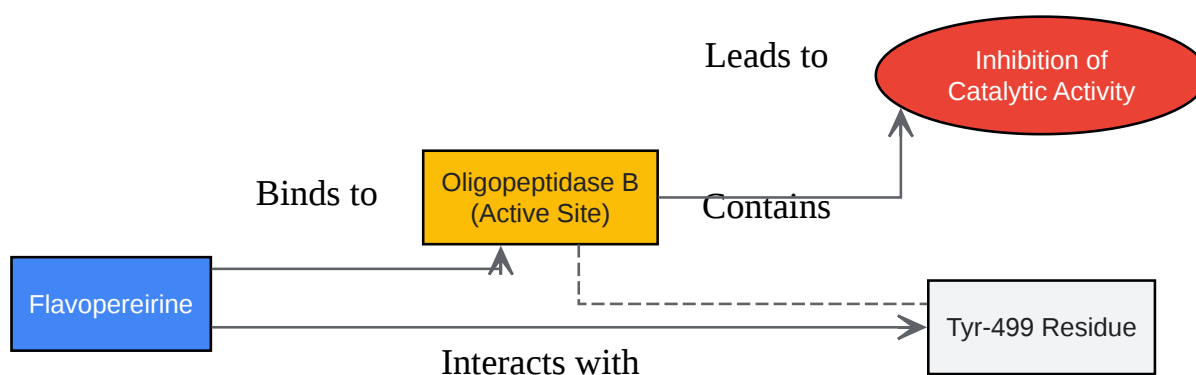 Leads to
Inhibition of
Catalytic Activity
Binds to
Oligopeptidase B
(Active Site)
Contains
Flavopereirine
Tyr-499 Residue
Interacts with